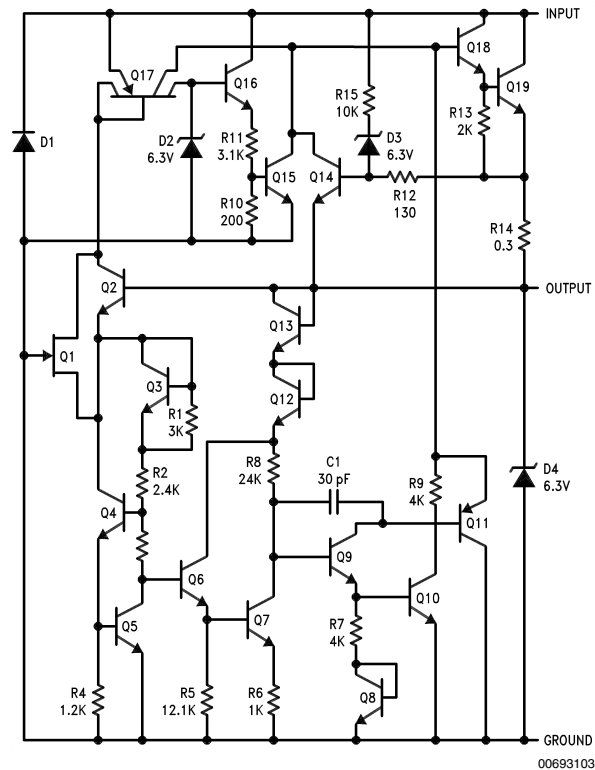 INPUT
Q17
Q18
Q16
Q19
R15
10K
R13
2K
D1
D2
6.3V
R11
3.1K
D3
6.3V
Q15
Q14
R10
200
R12
130
R14
0.3
Q2
OUTPUT
Q13
Q1
Q3
Q12
R1
3K
R2
2.4K
R8
24K
C1
30 pF
R9
4K
D4
6.3V
Q4
Q11
Q9
Q6
Q10
Q5
Q7
R7
4K
R4
1.2K
R5
12.1K
R6
1K
Q8
GROUND
00693103